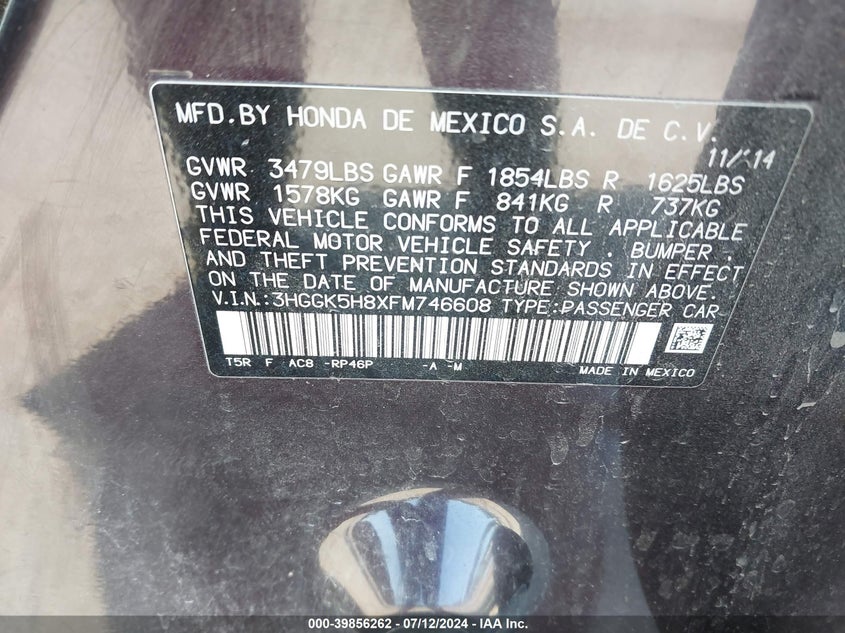 MFD. BY HONDA DE MEXICO S.A. DE C.V.
11/14
GVWR 3479LBS GAWR F 1854LBS R 1625LBS
GVWR 1578KG GAWR F 841KG R 737KG
THIS VEHICLE CONFORMS TO ALL APPLICABLE
FEDERAL MOTOR VEHICLE SAFETY , BUMPER ,
AND THEFT PREVENTION STANDARDS IN EFFECT
ON THE DATE OF MANUFACTURE SHOWN ABOVE.
V.I.N.:3HGGK5H8XFM746608 TYPE:PASSENGER CAR
T5R F AC8 -RP46P -A -M MADE IN MEXICO
000-39856262 - 07/12/2024 - IAA Inc.